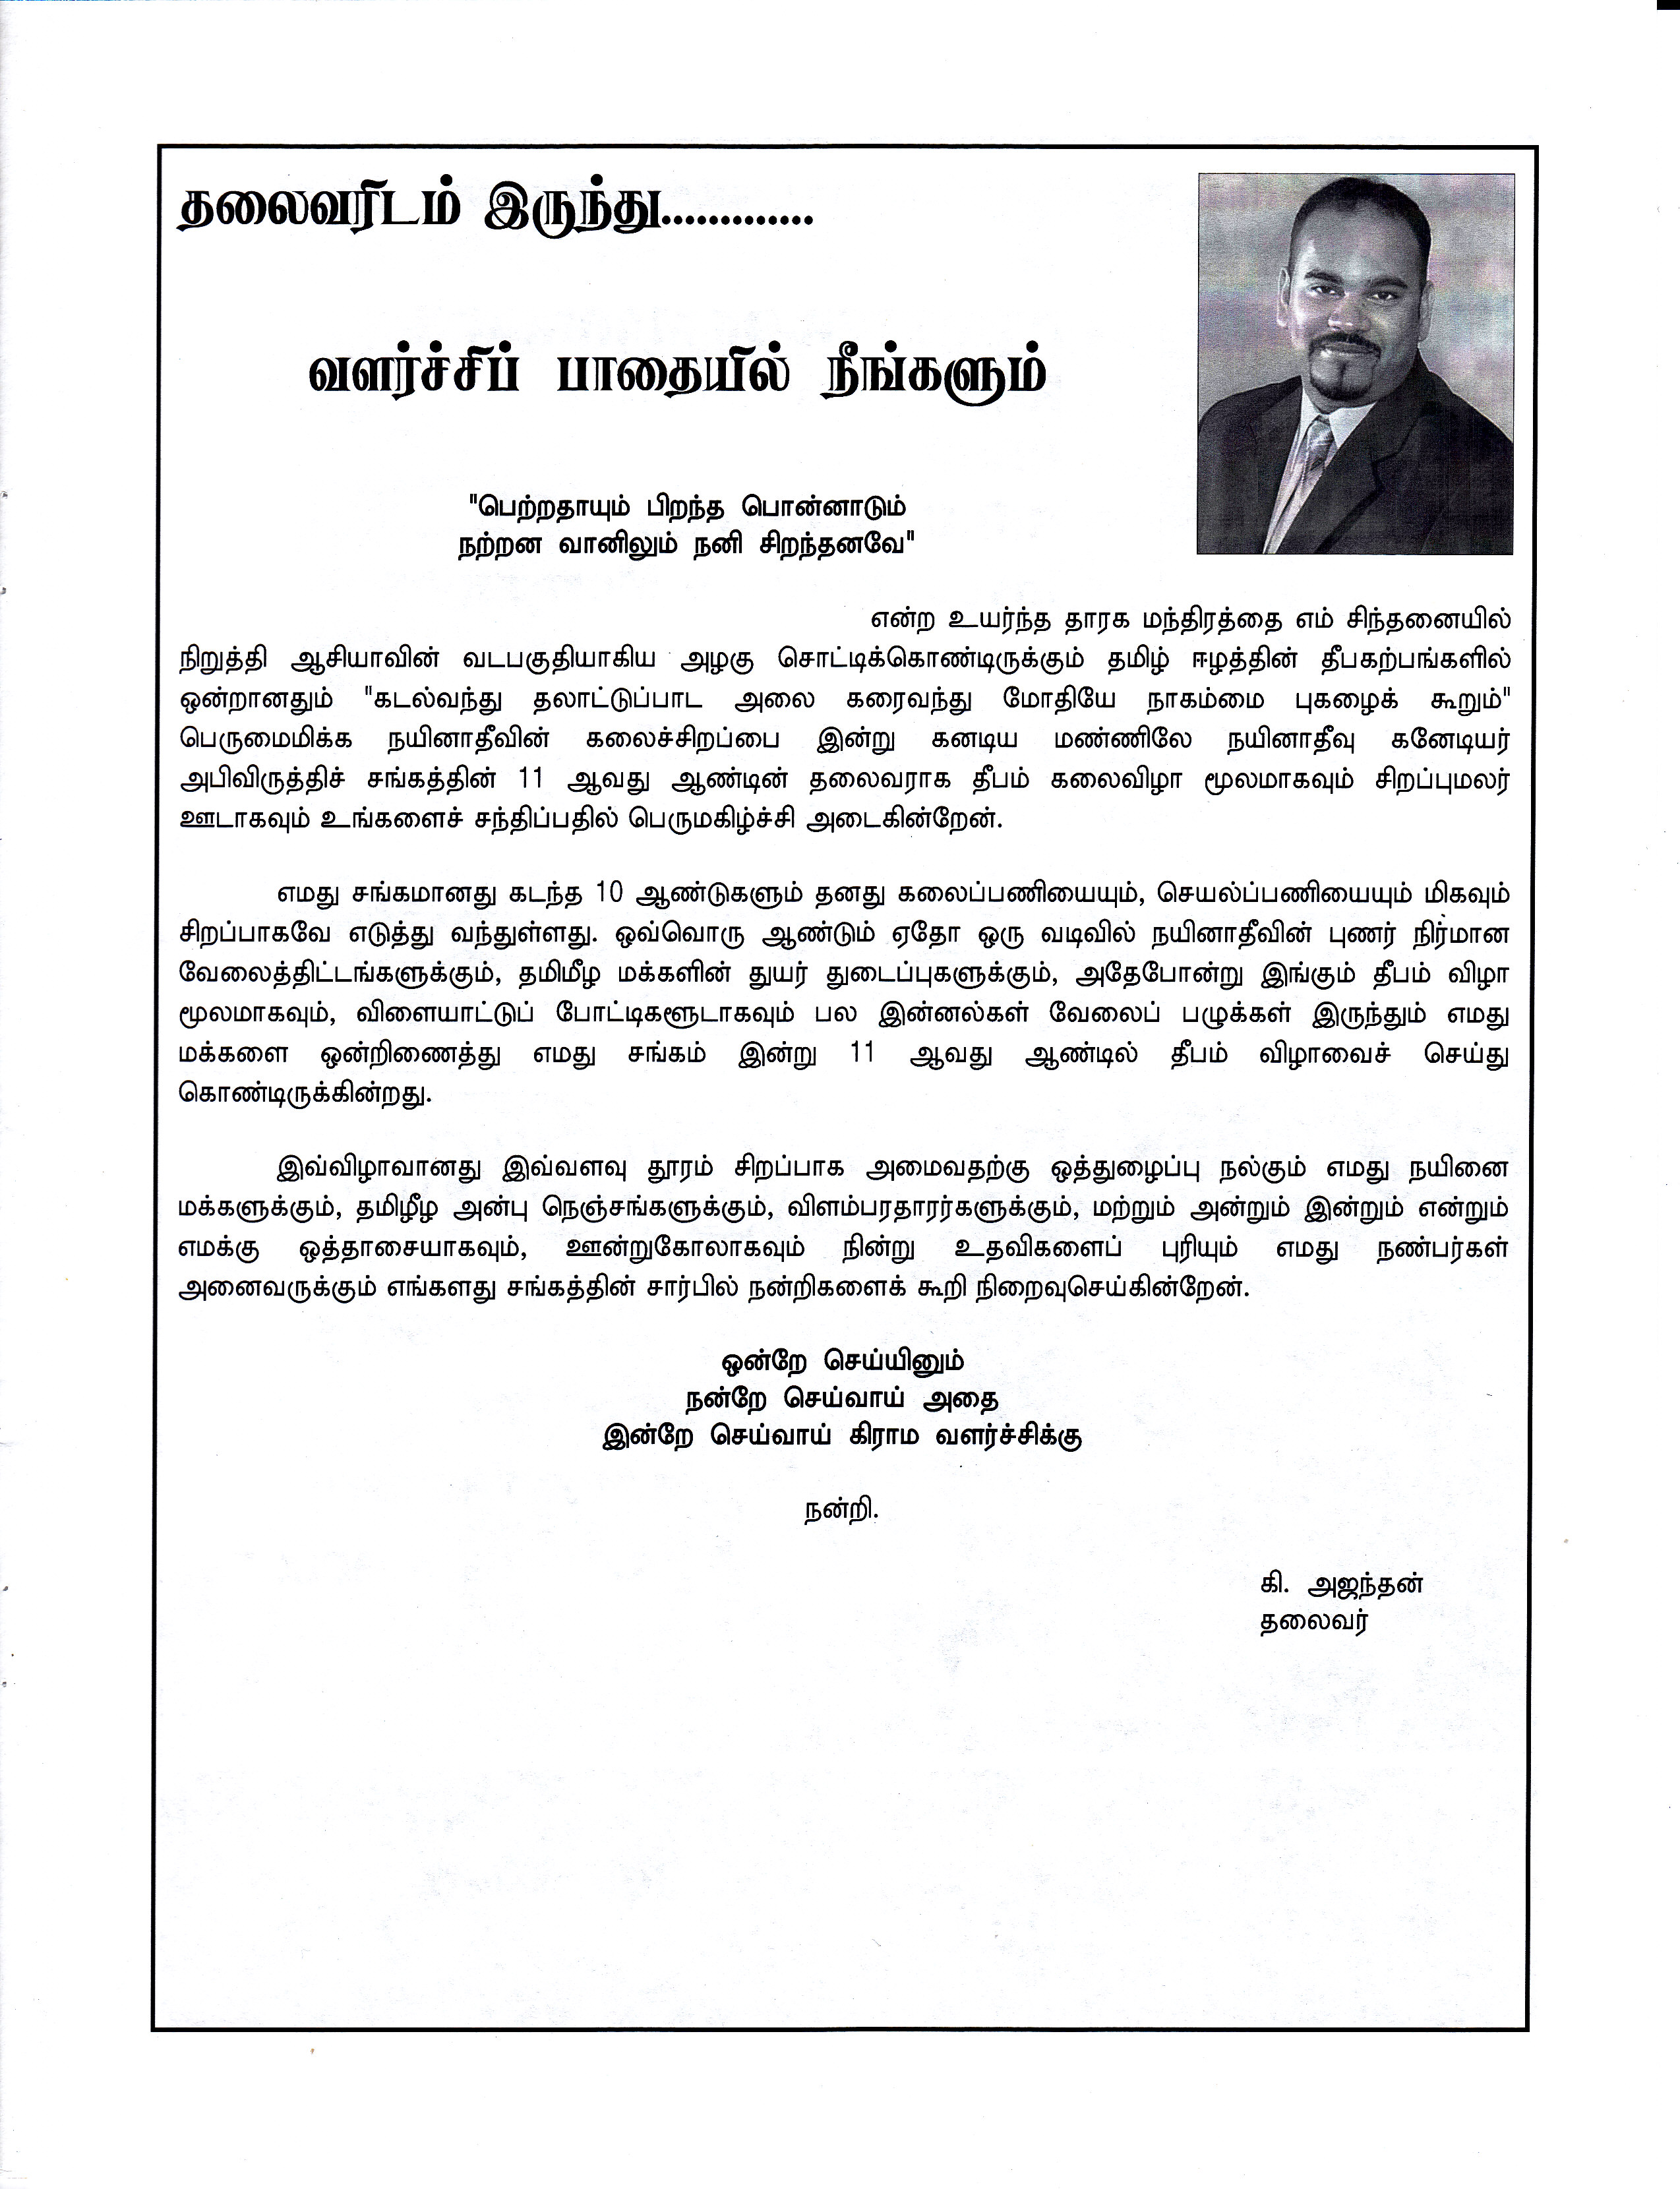 தலைவரிடம் இருந்து.............
வளர்ச்சிப் பாதையில் நீங்களும்
"பெற்றதாயும் பிறந்த பொன்னாடும்
நற்றன வானிலும் நனி சிறந்தனவே"
என்ற உயர்ந்த தாரக மந்திரத்தை எம் சிந்தனையில்
நிறுத்தி ஆசியாவின் வடபகுதியாகிய அழகு சொட்டிக்கொண்டிருக்கும் தமிழ் ஈழத்தின் தீபகற்பங்களில்
ஒன்றானதும் "கடல்வந்து தலாட்டுப்பாட அலை கரைவந்து மோதியே நாகம்மை புகழைக் கூறும்"
பெருமைமிக்க நயினாதீவின் கலைச்சிறப்பை இன்று கனடிய மண்ணிலே நயினாதீவு கனேடியர்
அபிவிருத்திச் சங்கத்தின் 11 ஆவது ஆண்டின் தலைவராக தீபம் கலைவிழா மூலமாகவும் சிறப்புமலர்
ஊடாகவும் உங்களைச் சந்திப்பதில் பெருமகிழ்ச்சி அடைகின்றேன்.
எமது சங்கமானது கடந்த 10 ஆண்டுகளும் தனது கலைப்பணியையும், செயல்ப்பணியையும் மிகவும்
சிறப்பாகவே எடுத்து வந்துள்ளது. ஒவ்வொரு ஆண்டும் ஏதோ ஒரு வடிவில் நயினாதீவின் புணர் நிர்மான
வேலைத்திட்டங்களுக்கும், தமிமீழ மக்களின் துயர் துடைப்புகளுக்கும், அதேபோன்று இங்கும் தீபம் விழா
மூலமாகவும், விளையாட்டுப் போட்டிகளூடாகவும் பல இன்னல்கள் வேலைப் பழுக்கள் இருந்தும் எமது
மக்களை ஒன்றிணைத்து எமது சங்கம் இன்று 11 ஆவது ஆண்டில் தீபம் விழாவைச் செய்து
கொண்டிருக்கின்றது.
இவ்விழாவானது இவ்வளவு தூரம் சிறப்பாக அமைவதற்கு ஒத்துழைப்பு நல்கும் எமது நயினை
மக்களுக்கும், தமிழீழ அன்பு நெஞ்சங்களுக்கும், விளம்பரதாரர்களுக்கும், மற்றும் அன்றும் இன்றும் என்றும்
எமக்கு ஒத்தாசையாகவும், ஊன்றுகோலாகவும் நின்று உதவிகளைப் புரியும் எமது நண்பர்கள்
அனைவருக்கும் எங்களது சங்கத்தின் சார்பில் நன்றிகளைக் கூறி நிறைவுசெய்கின்றேன்.
ஒன்றே செய்யினும்
நன்றே செய்வாய் அதை
இன்றே செய்வாய் கிராம வளர்ச்சிக்கு
நன்றி.
கி. அஜந்தன்
தலைவர்